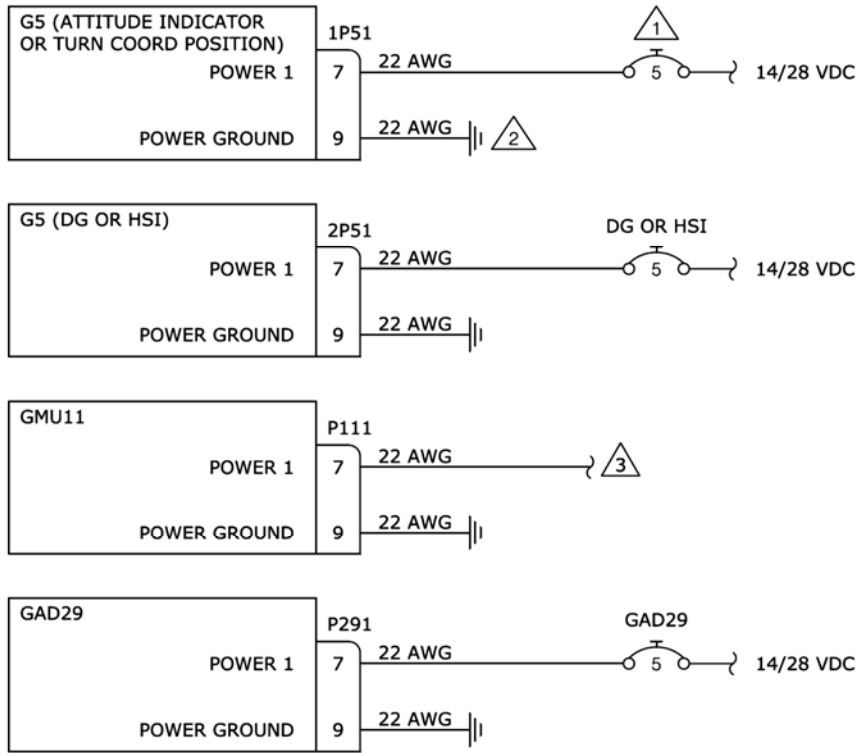 G5 (ATTITUDE INDICATOR
OR TURN COORD POSITION)
1P51
1
POWER 1
7
22 AWG
5
14/28 VDC
POWER GROUND
9
22 AWG
2
G5 (DG OR HSI)
2P51
DG OR HSI
POWER 1
7
22 AWG
5
14/28 VDC
POWER GROUND
9
22 AWG
GMU11
P111
POWER 1
7
22 AWG
3
POWER GROUND
9
22 AWG
GAD29
P291
GAD29
POWER 1
7
22 AWG
5
14/28 VDC
POWER GROUND
9
22 AWG